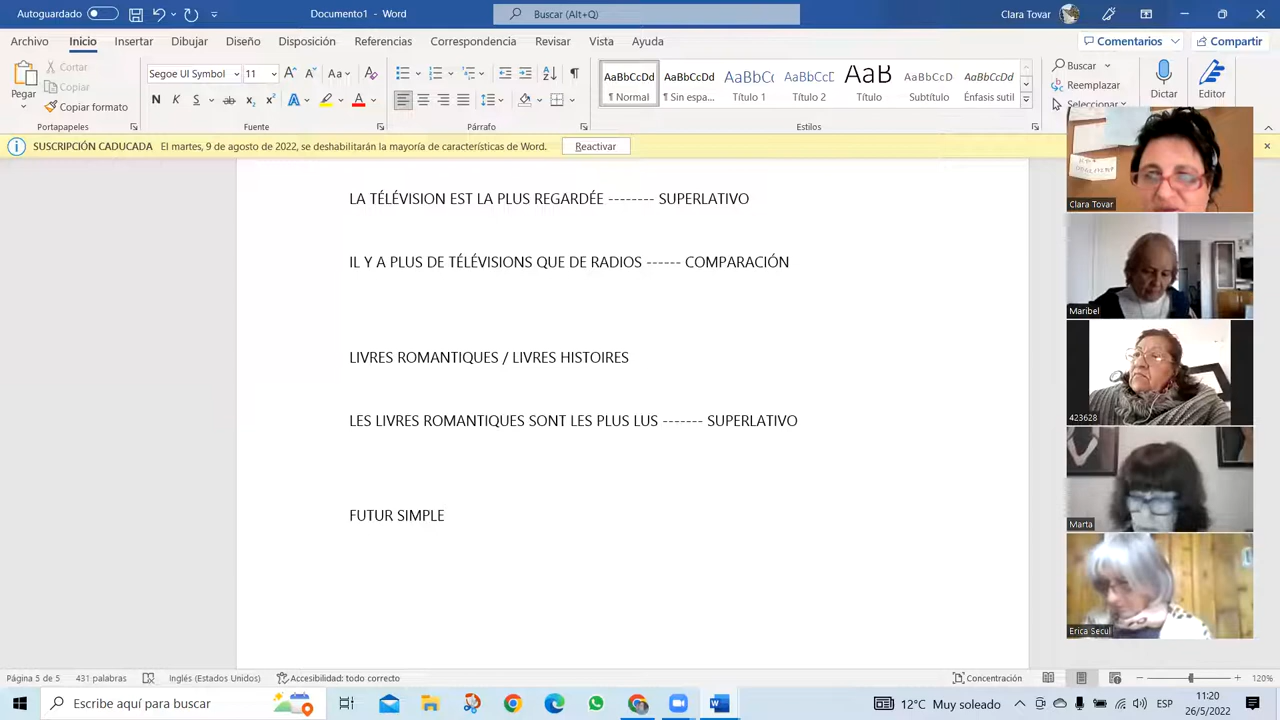 Autoguardado
Documento1 - Word
Buscar (Alt+Q)
Clara Tovar
Archivo Inicio Insertar Dibujar Diseño Disposición Referencias Correspondencia Revisar Vista Ayuda
Comentarios
Compartir
Pegar
Cortar
Copiar
Copiar formato
Portapapeles
Segoe UI Symbol 11
Fuente
Párrafo
AaBbCcDd AaBbCcDd AaBbCc AaBbCcD AaB AaBbCcDd AaBbCcDd
¶ Normal ¶ Sin espa... Título 1 Título 2 Título Subtítulo Énfasis sutil
Estilos
Buscar
Reemplazar
Seleccionar
Dictar
Editor
SUSCRIPCIÓN CADUCADA El martes, 9 de agosto de 2022, se deshabilitarán la mayoría de características de Word. Reactivar
LA TÉLÉVISION EST LA PLUS REGARDÉE -------- SUPERLATIVO
IL Y A PLUS DE TÉLÉVISIONS QUE DE RADIOS ------ COMPARACIÓN
LIVRES ROMANTIQUES / LIVRES HISTOIRES
LES LIVRES ROMANTIQUES SONT LES PLUS LUS ------- SUPERLATIVO
FUTUR SIMPLE
Clara Tovar
Maribel
423628
Marta
Erica Secul
Página 5 de 5 431 palabras Inglés (Estados Unidos) Accesibilidad: todo correcto
Concentración
120%
Escribe aquí para buscar
12°C Muy soleado
ESP
11:20
26/5/2022